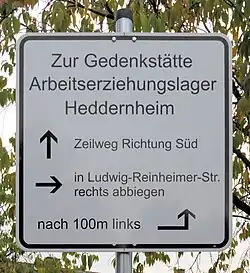 Zur Gedenkstätte
Arbeitserziehungslager
Heddernheim
Zeilweg Richtung Süd
in Ludwig-Reinheimer-Str.
rechts abbiegen
nach 100m links